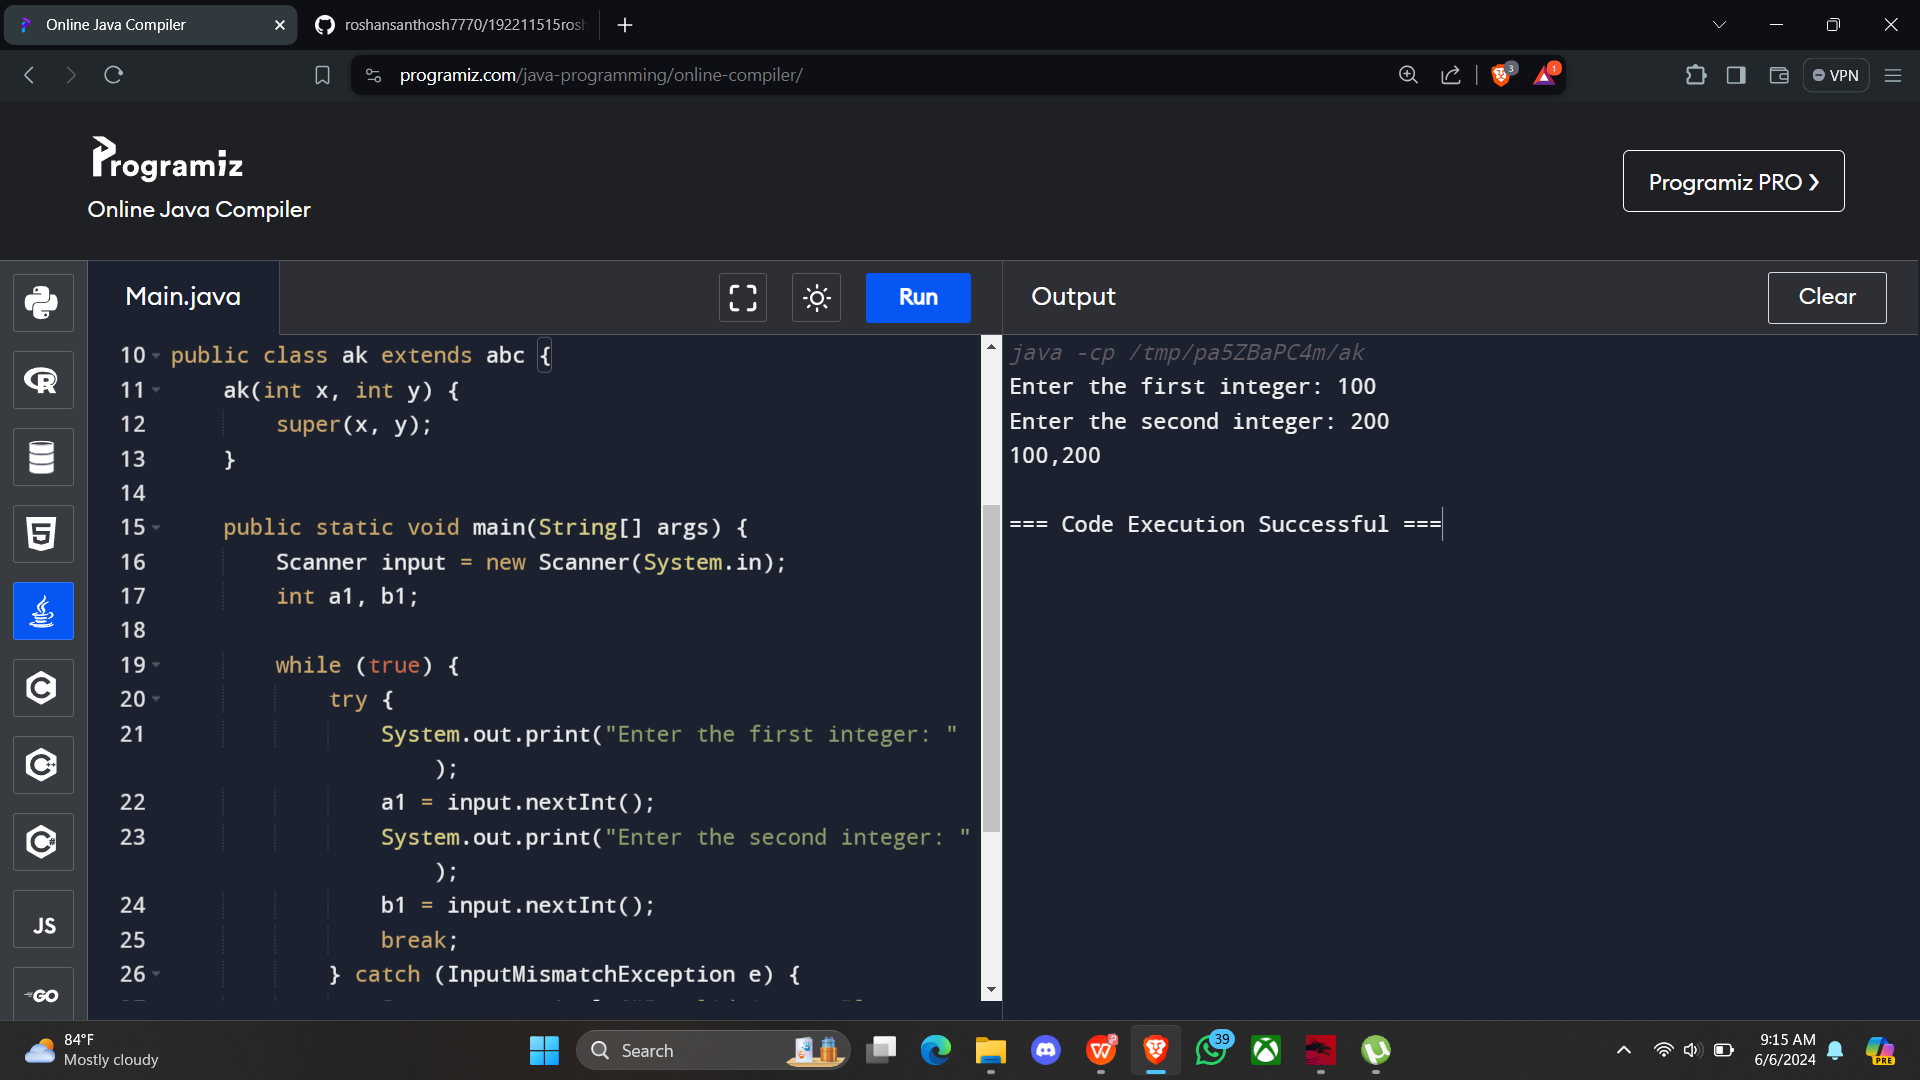 Online Java Compiler
roshansanthosh7770/192211515rosh
programiz.com/java-programming/online-compiler/
3
1
VPN
Programiz
Online Java Compiler
Programiz PRO
Main.java
Run
Output
Clear
10 public class ak extends abc {
11 ak(int x, int y) {
12 super(x, y);
13 }
14
15 public static void main(String[] args) {
16 Scanner input = new Scanner(System.in);
17 int a1, b1;
18
19 while (true) {
20 try {
21 System.out.print("Enter the first integer: "
);
22 a1 = input.nextInt();
23 System.out.print("Enter the second integer: "
);
24 b1 = input.nextInt();
25 break;
26 } catch (InputMismatchException e) {
java -cp /tmp/pa5ZBaPC4m/ak
Enter the first integer: 100
Enter the second integer: 200
100,200
=== Code Execution Successful ===
R
5
C
C++
C#
JS
GO
84°F
Mostly cloudy
Search
39
9:15 AM
6/6/2024
PRE